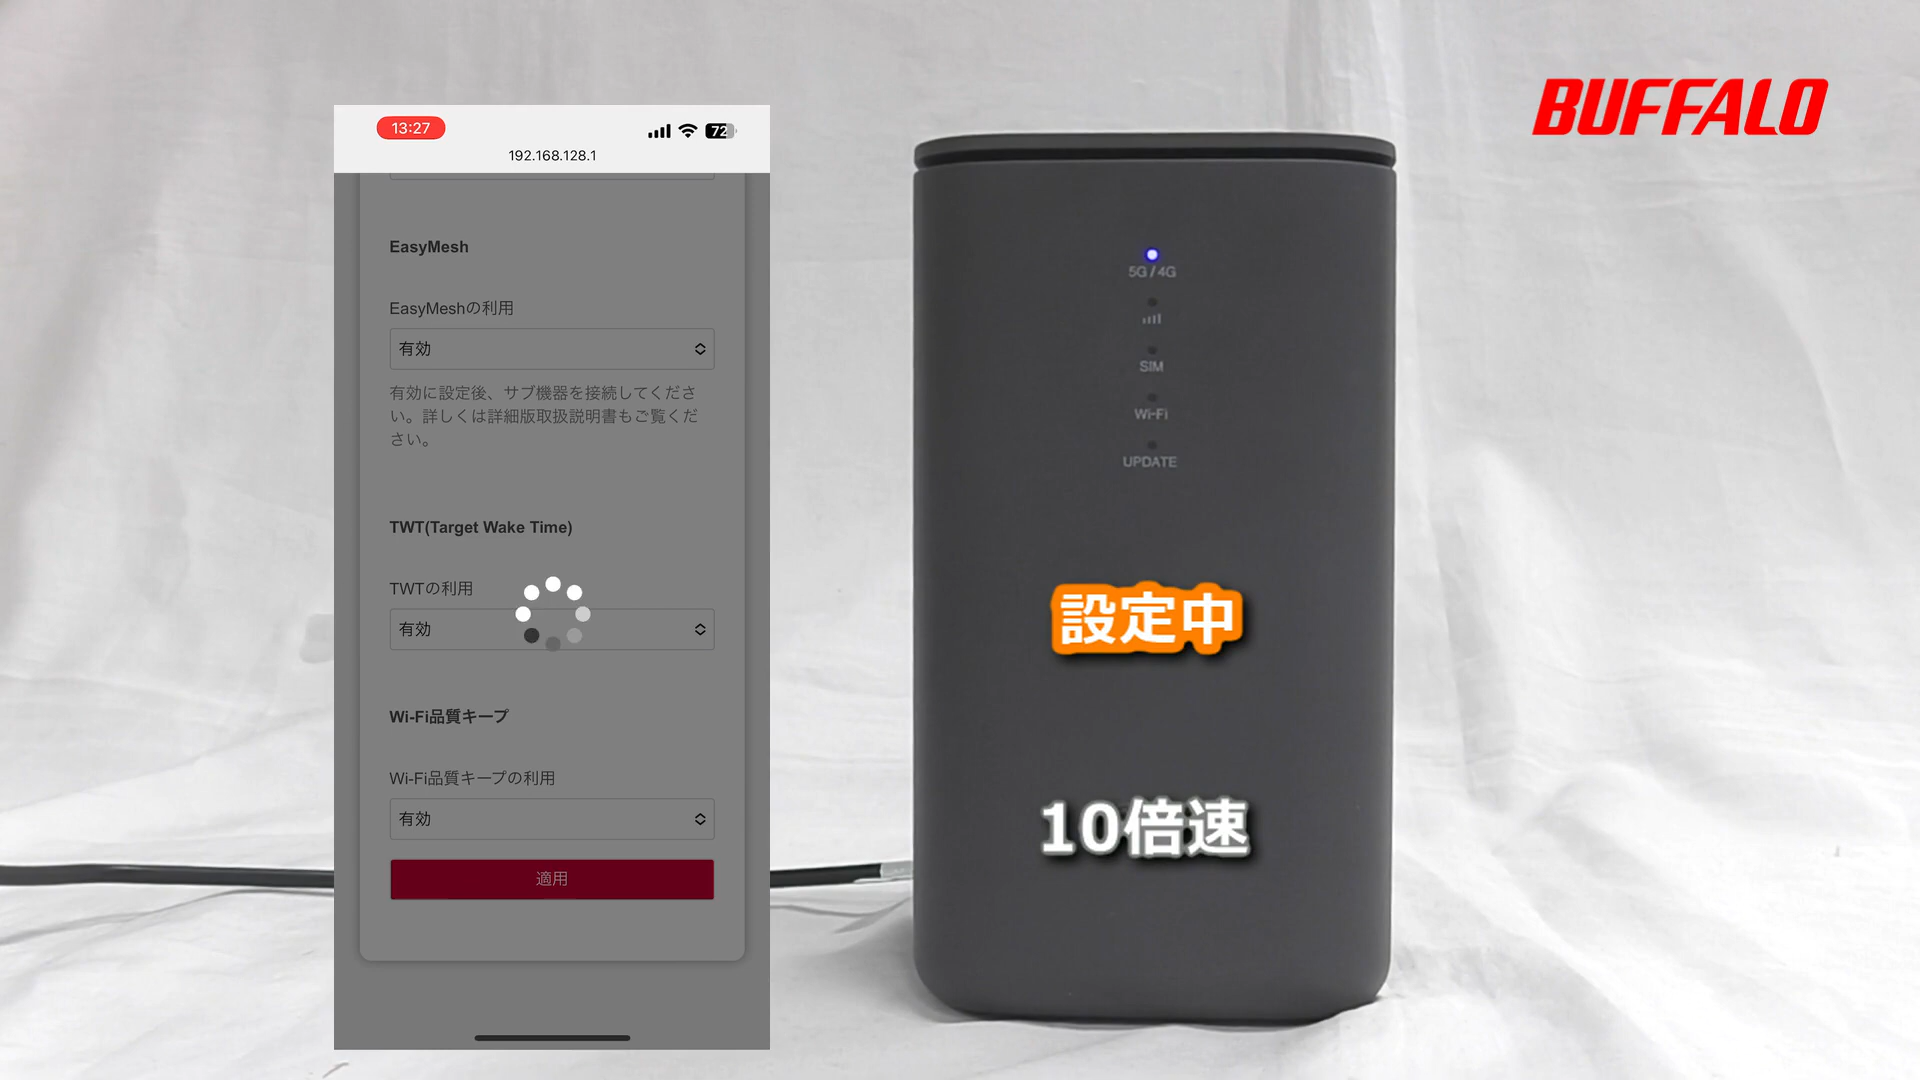 13:27
72
192.168.128.1
EasyMesh
EasyMeshの利用
有効
有効に設定後、サブ機器を接続してくださ
い。詳しくは詳細版取扱説明書もご覧くだ
さい。
TWT(Target Wake Time)
TWTの利用
有効
Wi-Fi品質キープ
Wi-Fi品質キープの利用
有効
適用
BUFFALO
5G / 4G
SIM
Wi-Fi
UPDATE
設定中
10倍速